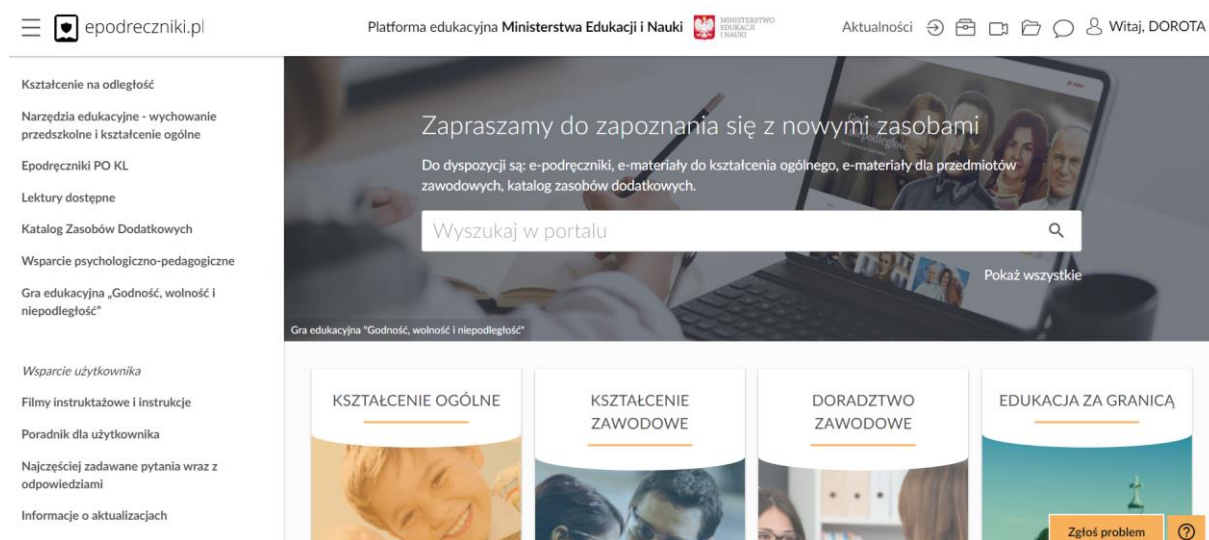 epodreczniki.pl
Platforma edukacyjna Ministerstwa Edukacji i Nauki
MINISTERSTWO
EDUKACJI
I NAUKI
Aktualności
Witaj, DOROTA
Kształcenie na odległość
Narzędzia edukacyjne - wychowanie
przedszkolne i kształcenie ogólne
Epodręczniki PO KL
Lektury dostępne
Katalog Zasobów Dodatkowych
Wsparcie psychologiczno-pedagogiczne
Gra edukacyjna „Godność, wolność i
niepodległość"
Wsparcie użytkownika
Filmy instruktażowe i instrukcje
Poradnik dla użytkownika
Najczęściej zadawane pytania wraz z
odpowiedziami
Informacje o aktualizacjach
Zapraszamy do zapoznania się z nowymi zasobami
Do dyspozycji są: e-podręczniki, e-materiały do kształcenia ogólnego, e-materiały dla przedmiotów
zawodowych, katalog zasobów dodatkowych.
Wyszukaj w portalu
Pokaż wszystkie
Gra edukacyjna "Godność, wolność i niepodległość"
KSZTAŁCENIE OGÓLNE
KSZTAŁCENIE
ZAWODOWE
DORADZTWO
ZAWODOWE
EDUKACJA ZA GRANICĄ
Zgłoś problem